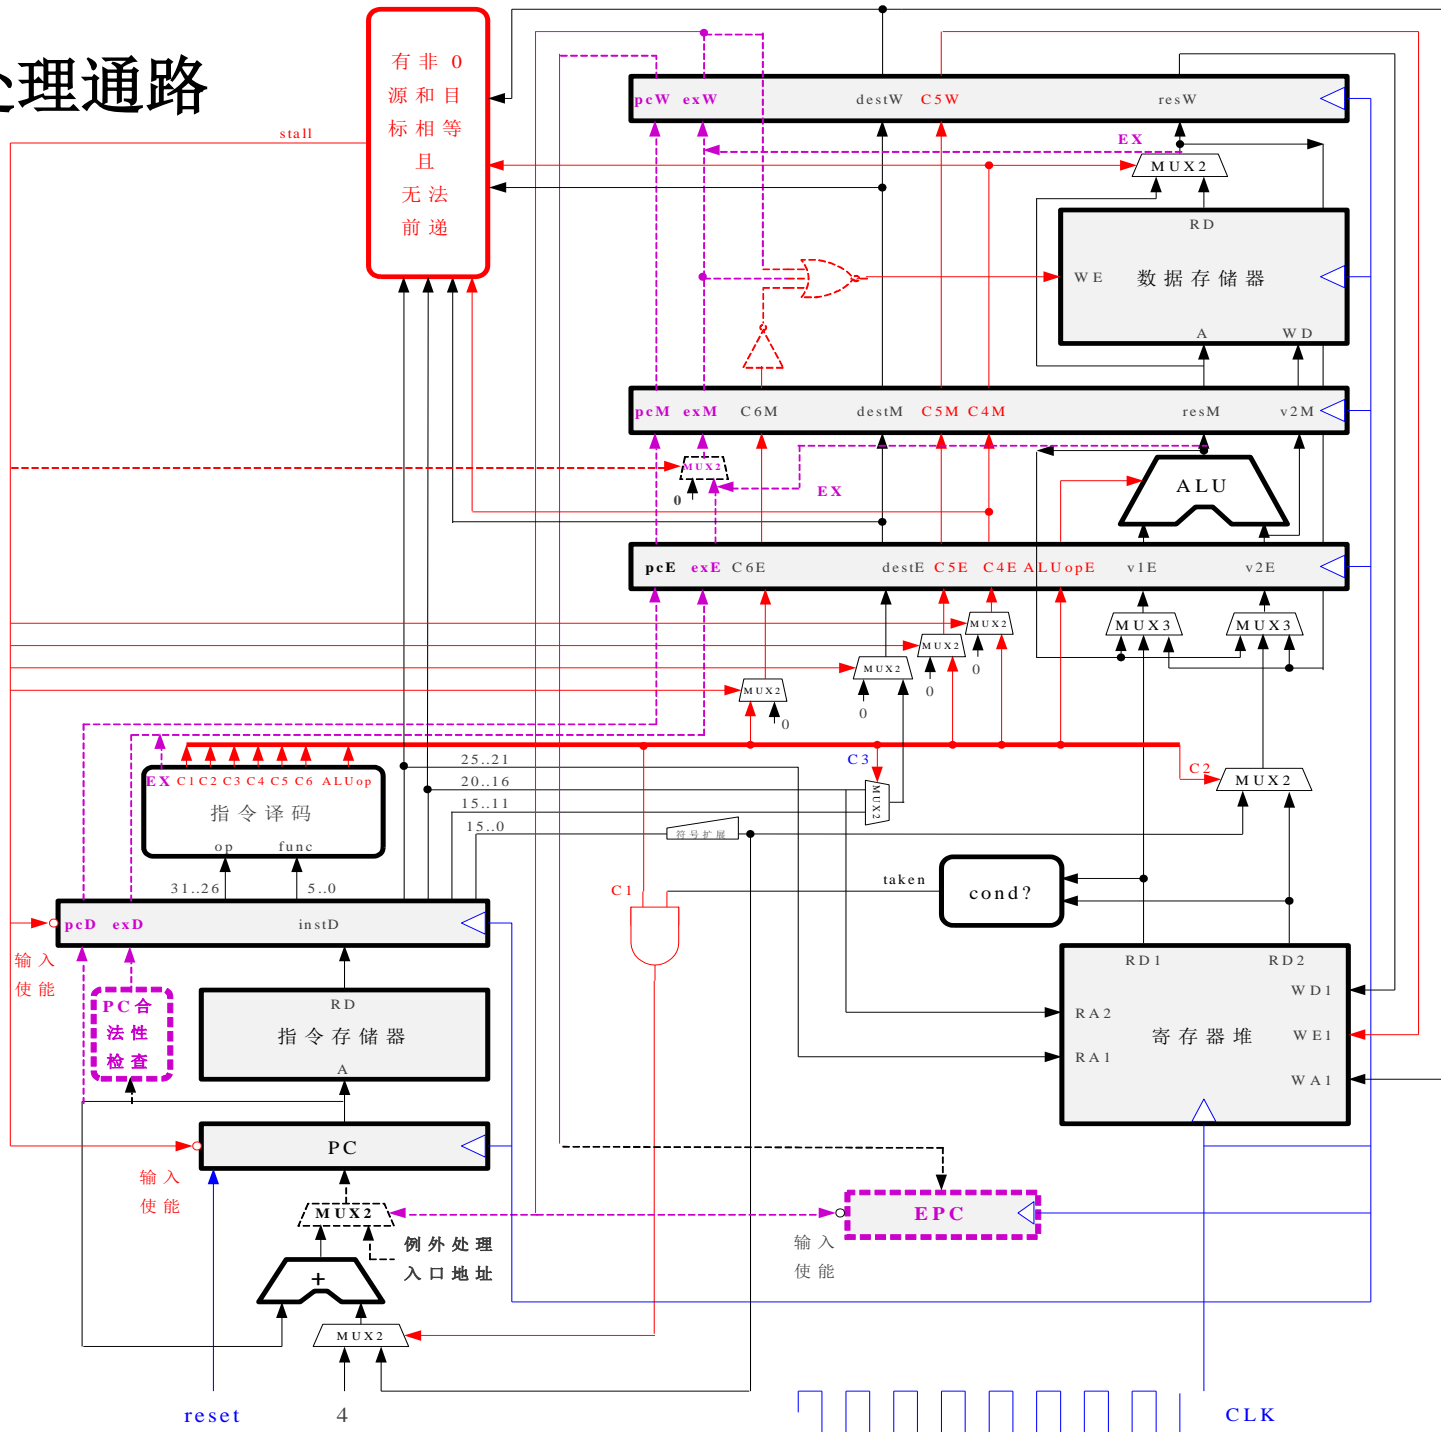 处理通路
有非 0
源和目
标相等
且
无法
前递
stall
pcW exW destW C5W resW
EX
MUX2
RD
WE 数据存储器
A WD
pcM exM C6M destM C5M C4M resM v2M
MUX2
0
EX
ALU
pcE exE C6E destE C5E C4E ALUopE v1E v2E
MUX2
MUX3 MUX3
MUX2
0
MUX2
0
MUX2
0
0
EX C1 C2 C3 C4 C5 C6 ALUop
指令译码
op func
25..21
20..16
15..11
15..0
符号扩展
C3
MUX2
C2
MUX2
31..26 5..0
C1
taken
cond?
pcD exD instD
输入
使能
PC合
法性
检查
RD
指令存储器
A
RD1 RD2
WD1
RA2
寄存器堆
WE1
RA1
WA1
PC
输入
使能
MUX2
例外处理
入口地址
EPC
输入
使能
+
MUX2
reset
4
CLK